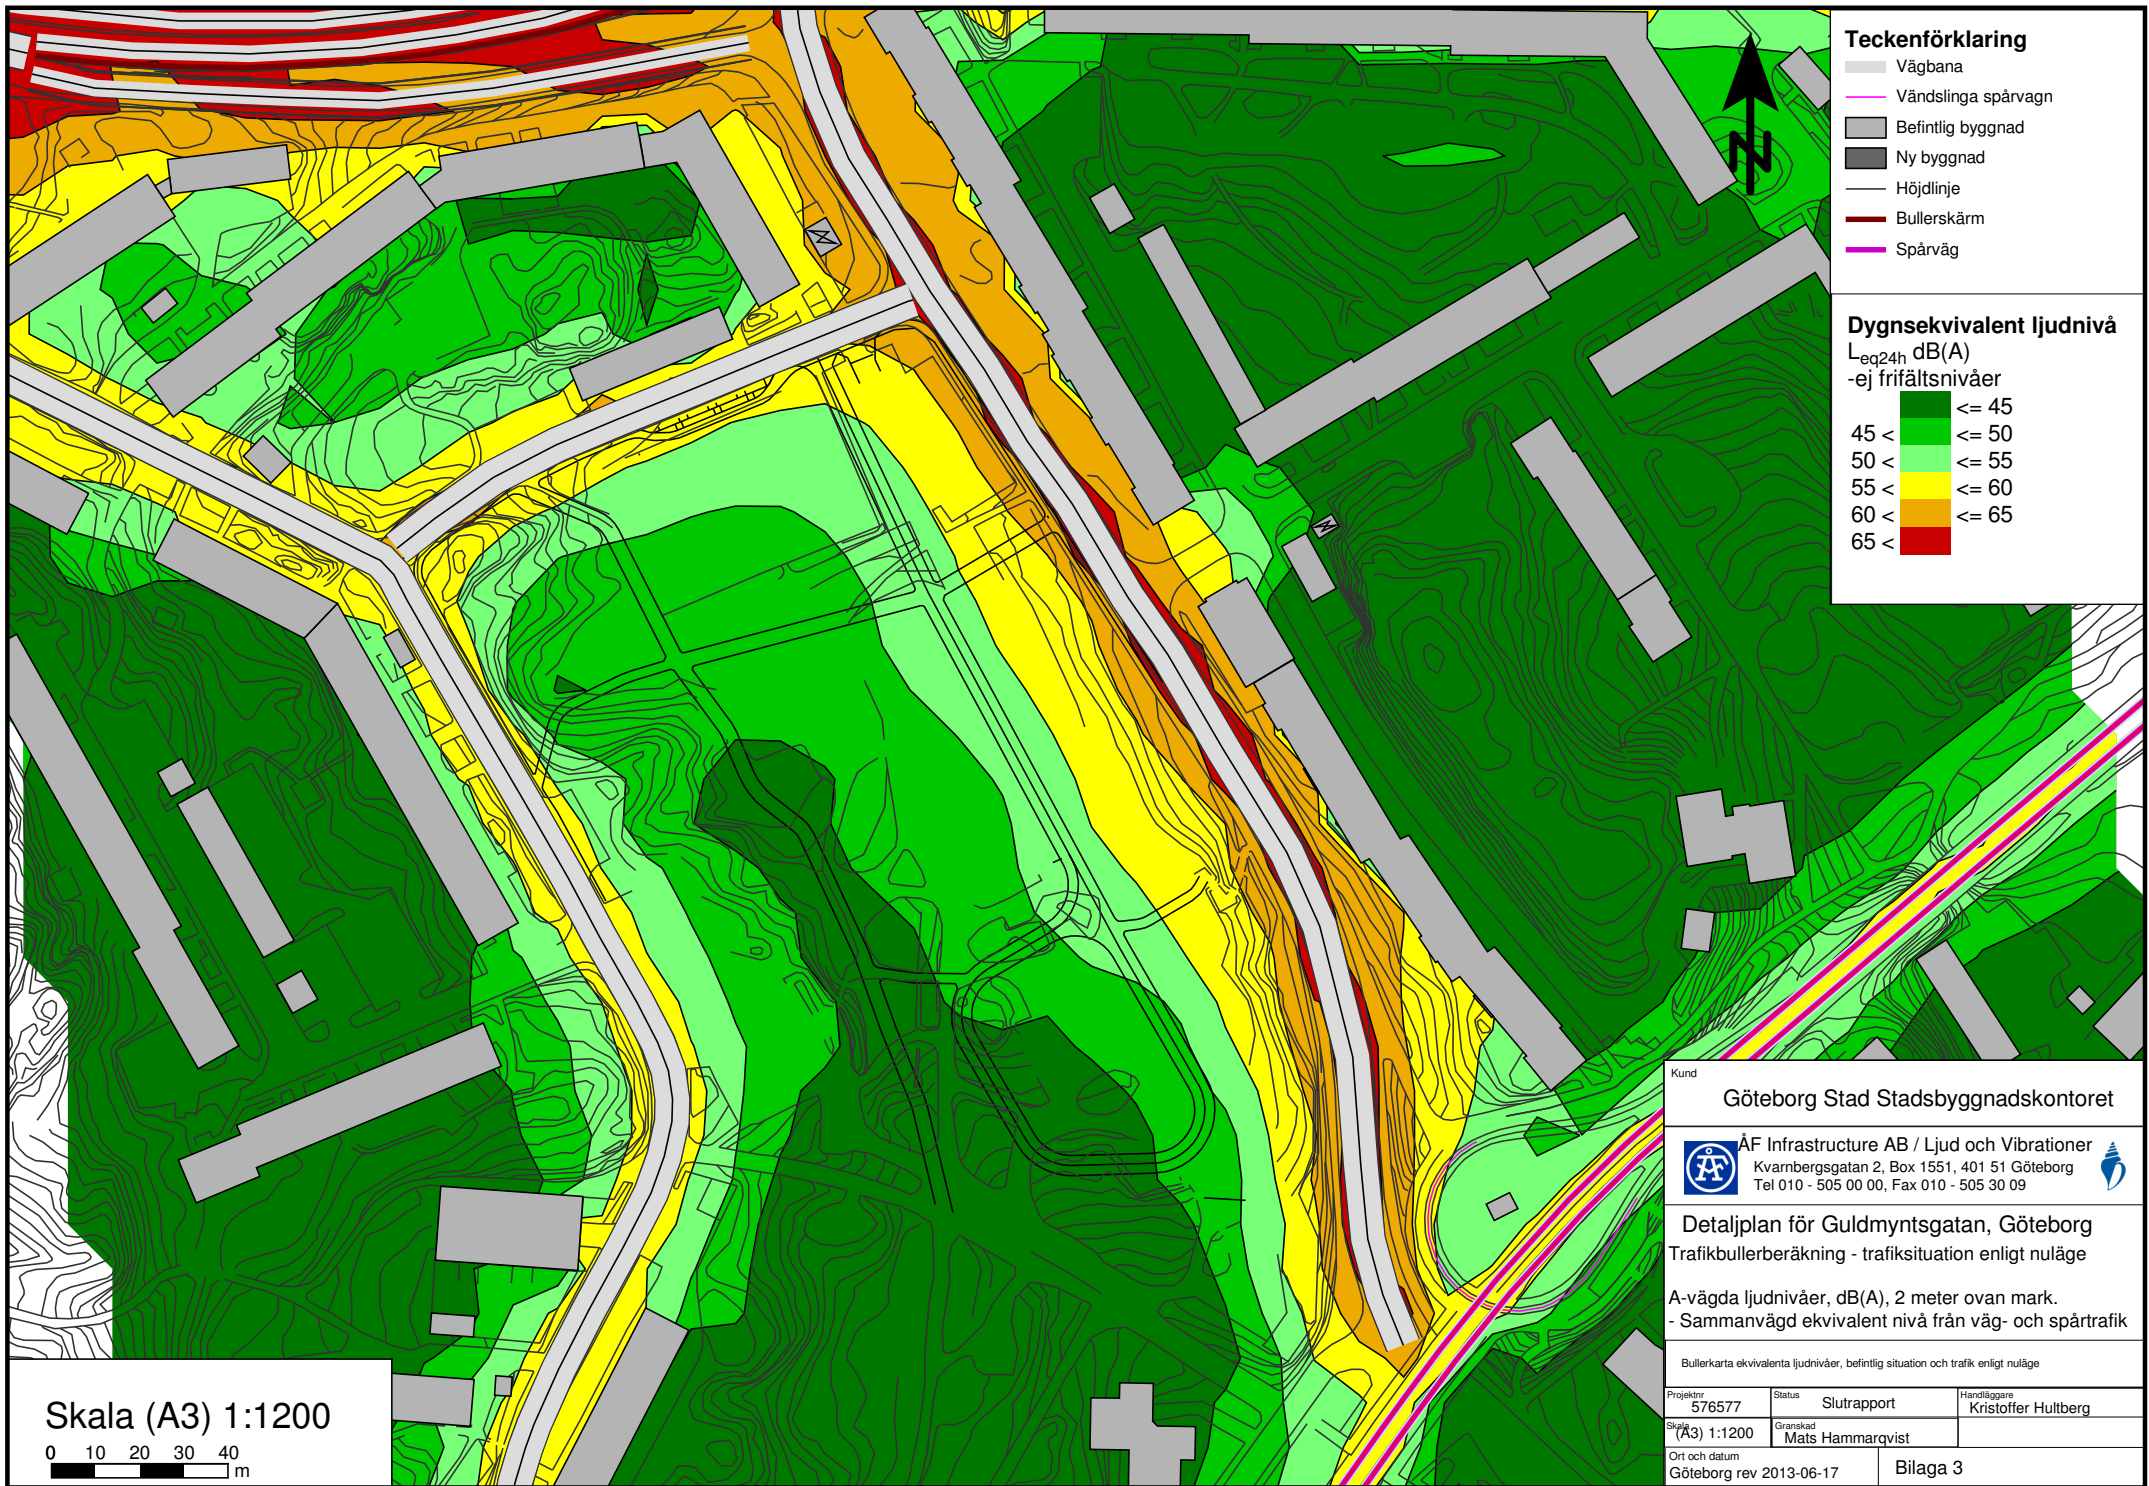 Teckenförklaring
Vägbana
Vändslinga spårvagn
Befintlig byggnad
Ny byggnad
Höjdlinje
Bullerskärm
Spårväg
N
Dygnsekvivalent ljudnivå
Leq24h dB(A)
-ej frifältsnivåer
<= 45
45 < <= 50
50 < <= 55
55 < <= 60
60 < <= 65
65 <
Kund
Göteborg Stad Stadsbyggnadskontoret
ÅF
ÅF Infrastructure AB / Ljud och Vibrationer
Kvarnbergsgatan 2, Box 1551, 401 51 Göteborg
Tel 010 - 505 00 00, Fax 010 - 505 30 09
Detaljplan för Guldmyntsgatan, Göteborg
Trafikbullerberäkning - trafiksituation enligt nuläge
A-vägda ljudnivåer, dB(A), 2 meter ovan mark.
- Sammanvägd ekvivalent nivå från väg- och spårtrafik
Bullerkarta ekvivalenta ljudnivåer, befintlig situation och trafik enligt nuläge
Projektnr
576577
Status
Slutrapport
Handläggare
Kristoffer Hultberg
Skala
(A3) 1:1200
Granskad
Mats Hammarqvist
Ort och datum
Göteborg rev 2013-06-17
Bilaga 3
Skala (A3) 1:1200
0 10 20 30 40
m